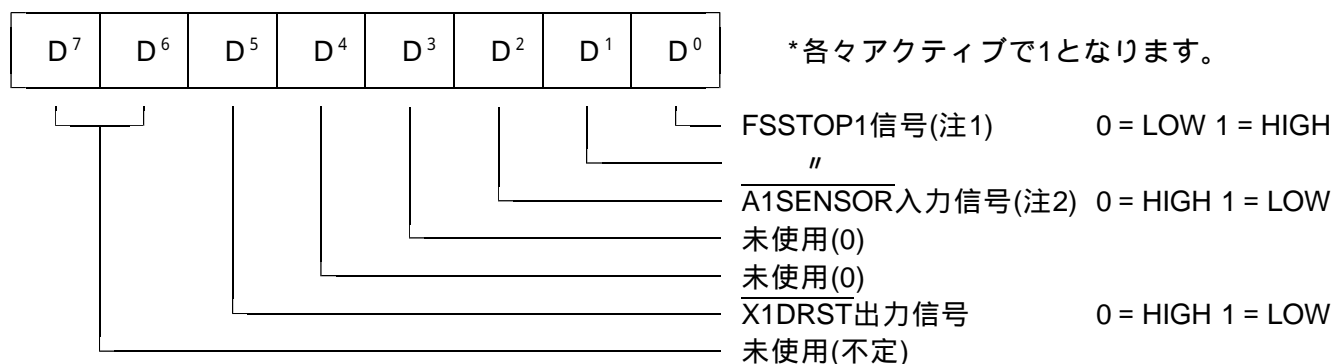 D7 D6 D5 D4 D3 D2 D1 D0 *各々アクティブで1となります。
FSSTOP1信号(注1) 0 = LOW 1 = HIGH
〃
A1SENSOR入力信号(注2) 0 = HIGH 1 = LOW
未使用(0)
未使用(0)
X1DRST出力信号 0 = HIGH 1 = LOW
未使用(不定)